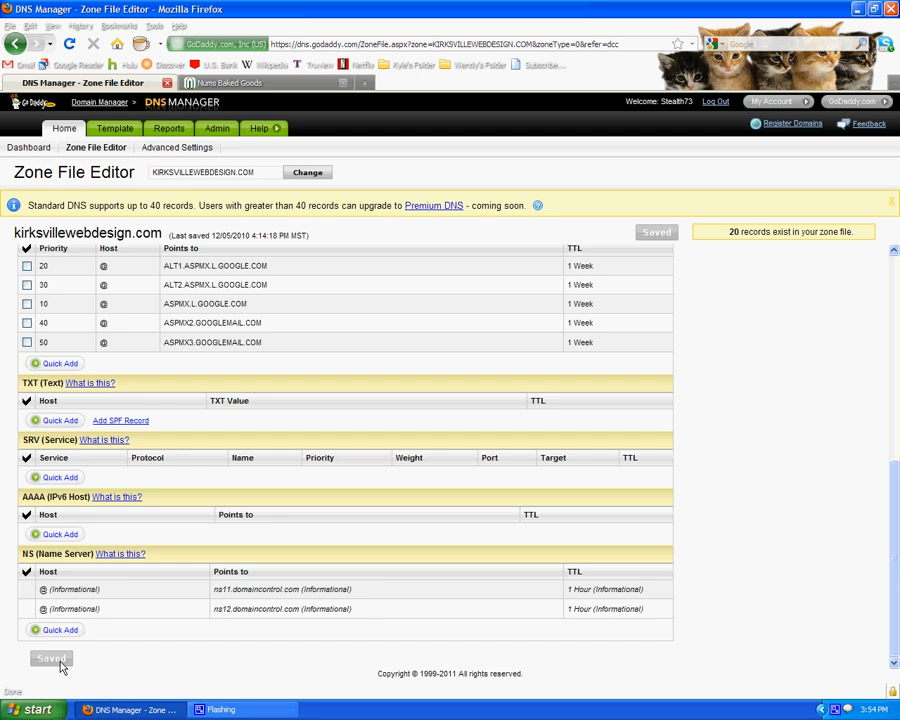 DNS Manager - Zone File Editor - Mozilla Firefox
File Edit View History Bookmarks Tools Help
GoDaddy.com, Inc (US) https://dns.godaddy.com/ZoneFile.aspx?zone=KIRKSVILLEWEBDESIGN.COM&zoneType=0&refer=dcc Google
Gmail Google Reader Hulu Discover U.S. Bank Wikipedia Truview Netflix Kyle's Folder Wendy's Folder Subscribe...
DNS Manager - Zone File Editor Nums Baked Goods
Go Daddy.com Domain Manager > DNS MANAGER Welcome: Stealth73 Log Out My Account GoDaddy.com
Home Template Reports Admin Help Register Domains Feedback
Dashboard Zone File Editor Advanced Settings
Zone File Editor KIRKSVILLEWEBDESIGN.COM Change
Standard DNS supports up to 40 records. Users with greater than 40 records can upgrade to Premium DNS - coming soon. X
kirksvillewebdesign.com (Last saved 12/05/2010 4:14:18 PM MST) Saved 20 records exist in your zone file.
Priority Host Points to TTL
20 @ ALT1.ASPMX.L.GOOGLE.COM 1 Week
30 @ ALT2.ASPMX.L.GOOGLE.COM 1 Week
10 @ ASPMX.L.GOOGLE.COM 1 Week
40 @ ASPMX2.GOOGLEMAIL.COM 1 Week
50 @ ASPMX3.GOOGLEMAIL.COM 1 Week
Quick Add
TXT (Text) What is this?
Host TXT Value TTL
Quick Add Add SPF Record
SRV (Service) What is this?
Service Protocol Name Priority Weight Port Target TTL
Quick Add
AAAA (IPv6 Host) What is this?
Host Points to TTL
Quick Add
NS (Name Server) What is this?
Host Points to TTL
@ (Informational) ns11.domaincontrol.com (Informational) 1 Hour (Informational)
@ (Informational) ns12.domaincontrol.com (Informational) 1 Hour (Informational)
Quick Add
Saved
Copyright © 1999-2011 All rights reserved.
Done
start DNS Manager - Zone ... Flashing 3:54 PM